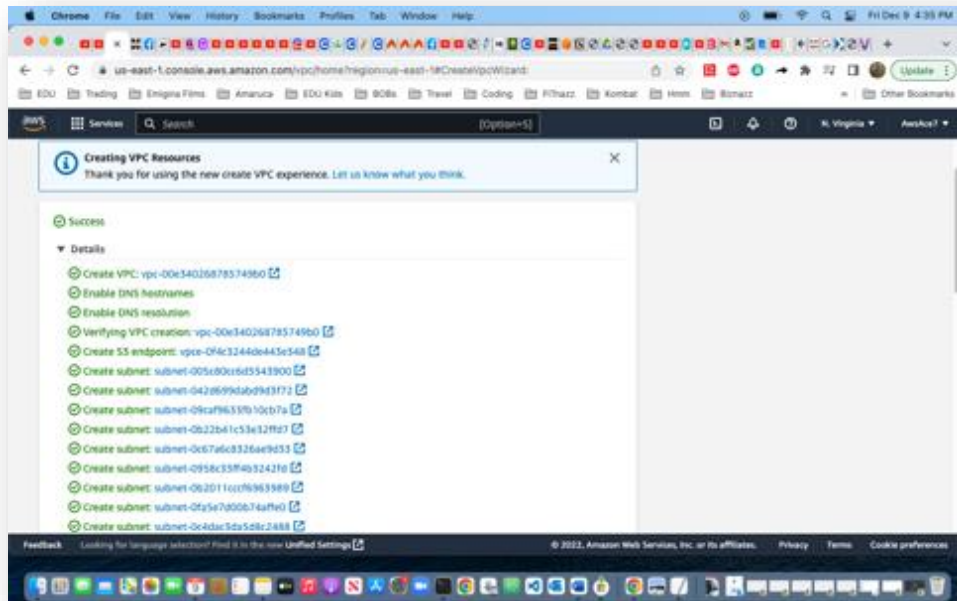 Chrome File Edit View History Bookmarks Profiles Tab Window Help Fri Dec 9 4:35 PM
us-east-1.console.aws.amazon.com/vpc/home?region=us-east-1#CreateVpcWizard: Update
EDU Trading Enigma Films Amaruca EDU Kids BOBs Travel Coding FiThazz Kombat Hmm Biznazz Other Bookmarks
aws Services Search [Option+S] N. Virginia AwsAce7
Creating VPC Resources
Thank you for using the new create VPC experience. Let us know what you think.
Success
Details
Create VPC: vpc-00e340268785749b0
Enable DNS hostnames
Enable DNS resolution
Verifying VPC creation: vpc-00e340268785749b0
Create S3 endpoint: vpce-0f4c3244de443e348
Create subnet: subnet-005c80cc6d5543900
Create subnet: subnet-042d699dabd9d3f72
Create subnet: subnet-09caf9633fb10cb7a
Create subnet: subnet-0b22b41c53e32ffd7
Create subnet: subnet-0c67a6c8326ae9d33
Create subnet: subnet-0958c35ff4b3242fd
Create subnet: subnet-0b2011cccf6963989
Create subnet: subnet-0fa5e7d00b74affe0
Create subnet: subnet-0c4dac5da5d8c2488
Feedback Looking for language selection? Find it in the new Unified Settings © 2022, Amazon Web Services, Inc. or its affiliates. Privacy Terms Cookie preferences